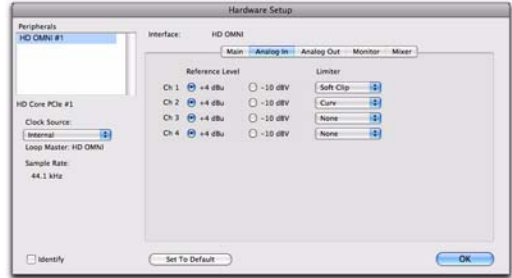 Hardware Setup
Peripherals
HD OMNI #1
HD Core PCIe #1
Clock Source:
Internal
Loop Master: HD OMNI
Sample Rate:
44.1 kHz
Identify
Interface: HD OMNI
Main Analog In Analog Out Monitor Mixer
Reference Level Limiter
Ch 1 +4 dBu -10 dBV Soft Clip
Ch 2 +4 dBu -10 dBV Curv
Ch 3 +4 dBu -10 dBV None
Ch 4 +4 dBu -10 dBV None
Set To Default OK